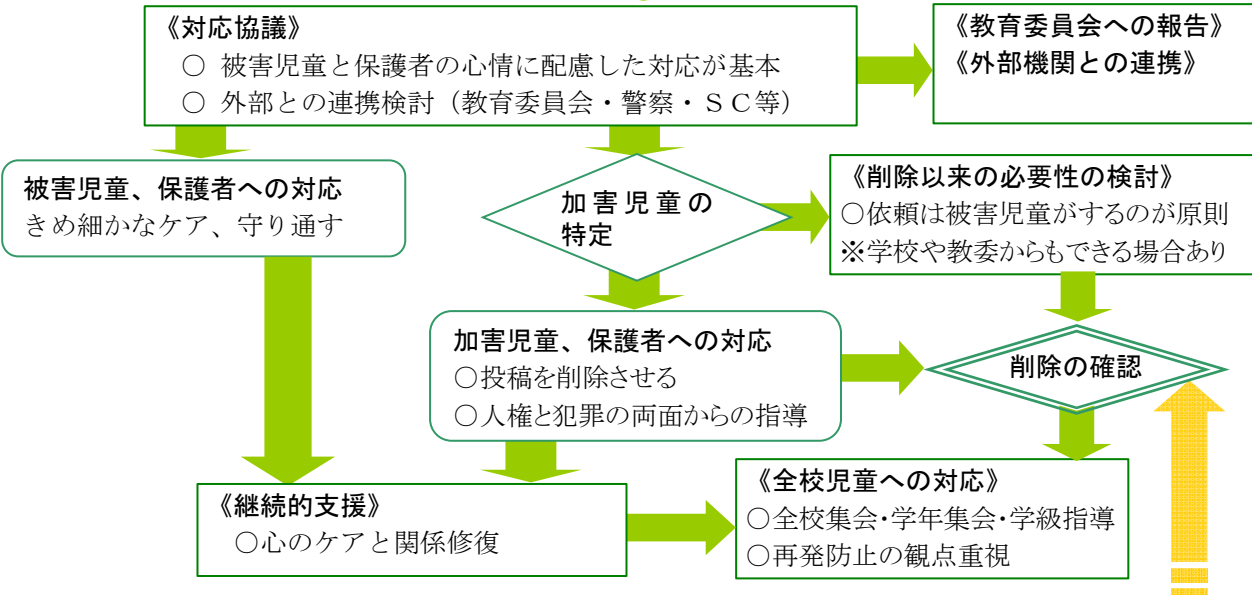 《対応協議》
○ 被害児童と保護者の心情に配慮した対応が基本
○ 外部との連携検討（教育委員会・警察・ＳＣ等）
《教育委員会への報告》
《外部機関との連携》
被害児童、保護者への対応
きめ細かなケア、守り通す
加害児童の
特定
《削除以来の必要性の検討》
○依頼は被害児童がするのが原則
※学校や教委からもできる場合あり
加害児童、保護者への対応
○投稿を削除させる
○人権と犯罪の両面からの指導
削除の確認
《継続的支援》
○心のケアと関係修復
《全校児童への対応》
○全校集会・学年集会・学級指導
○再発防止の観点重視